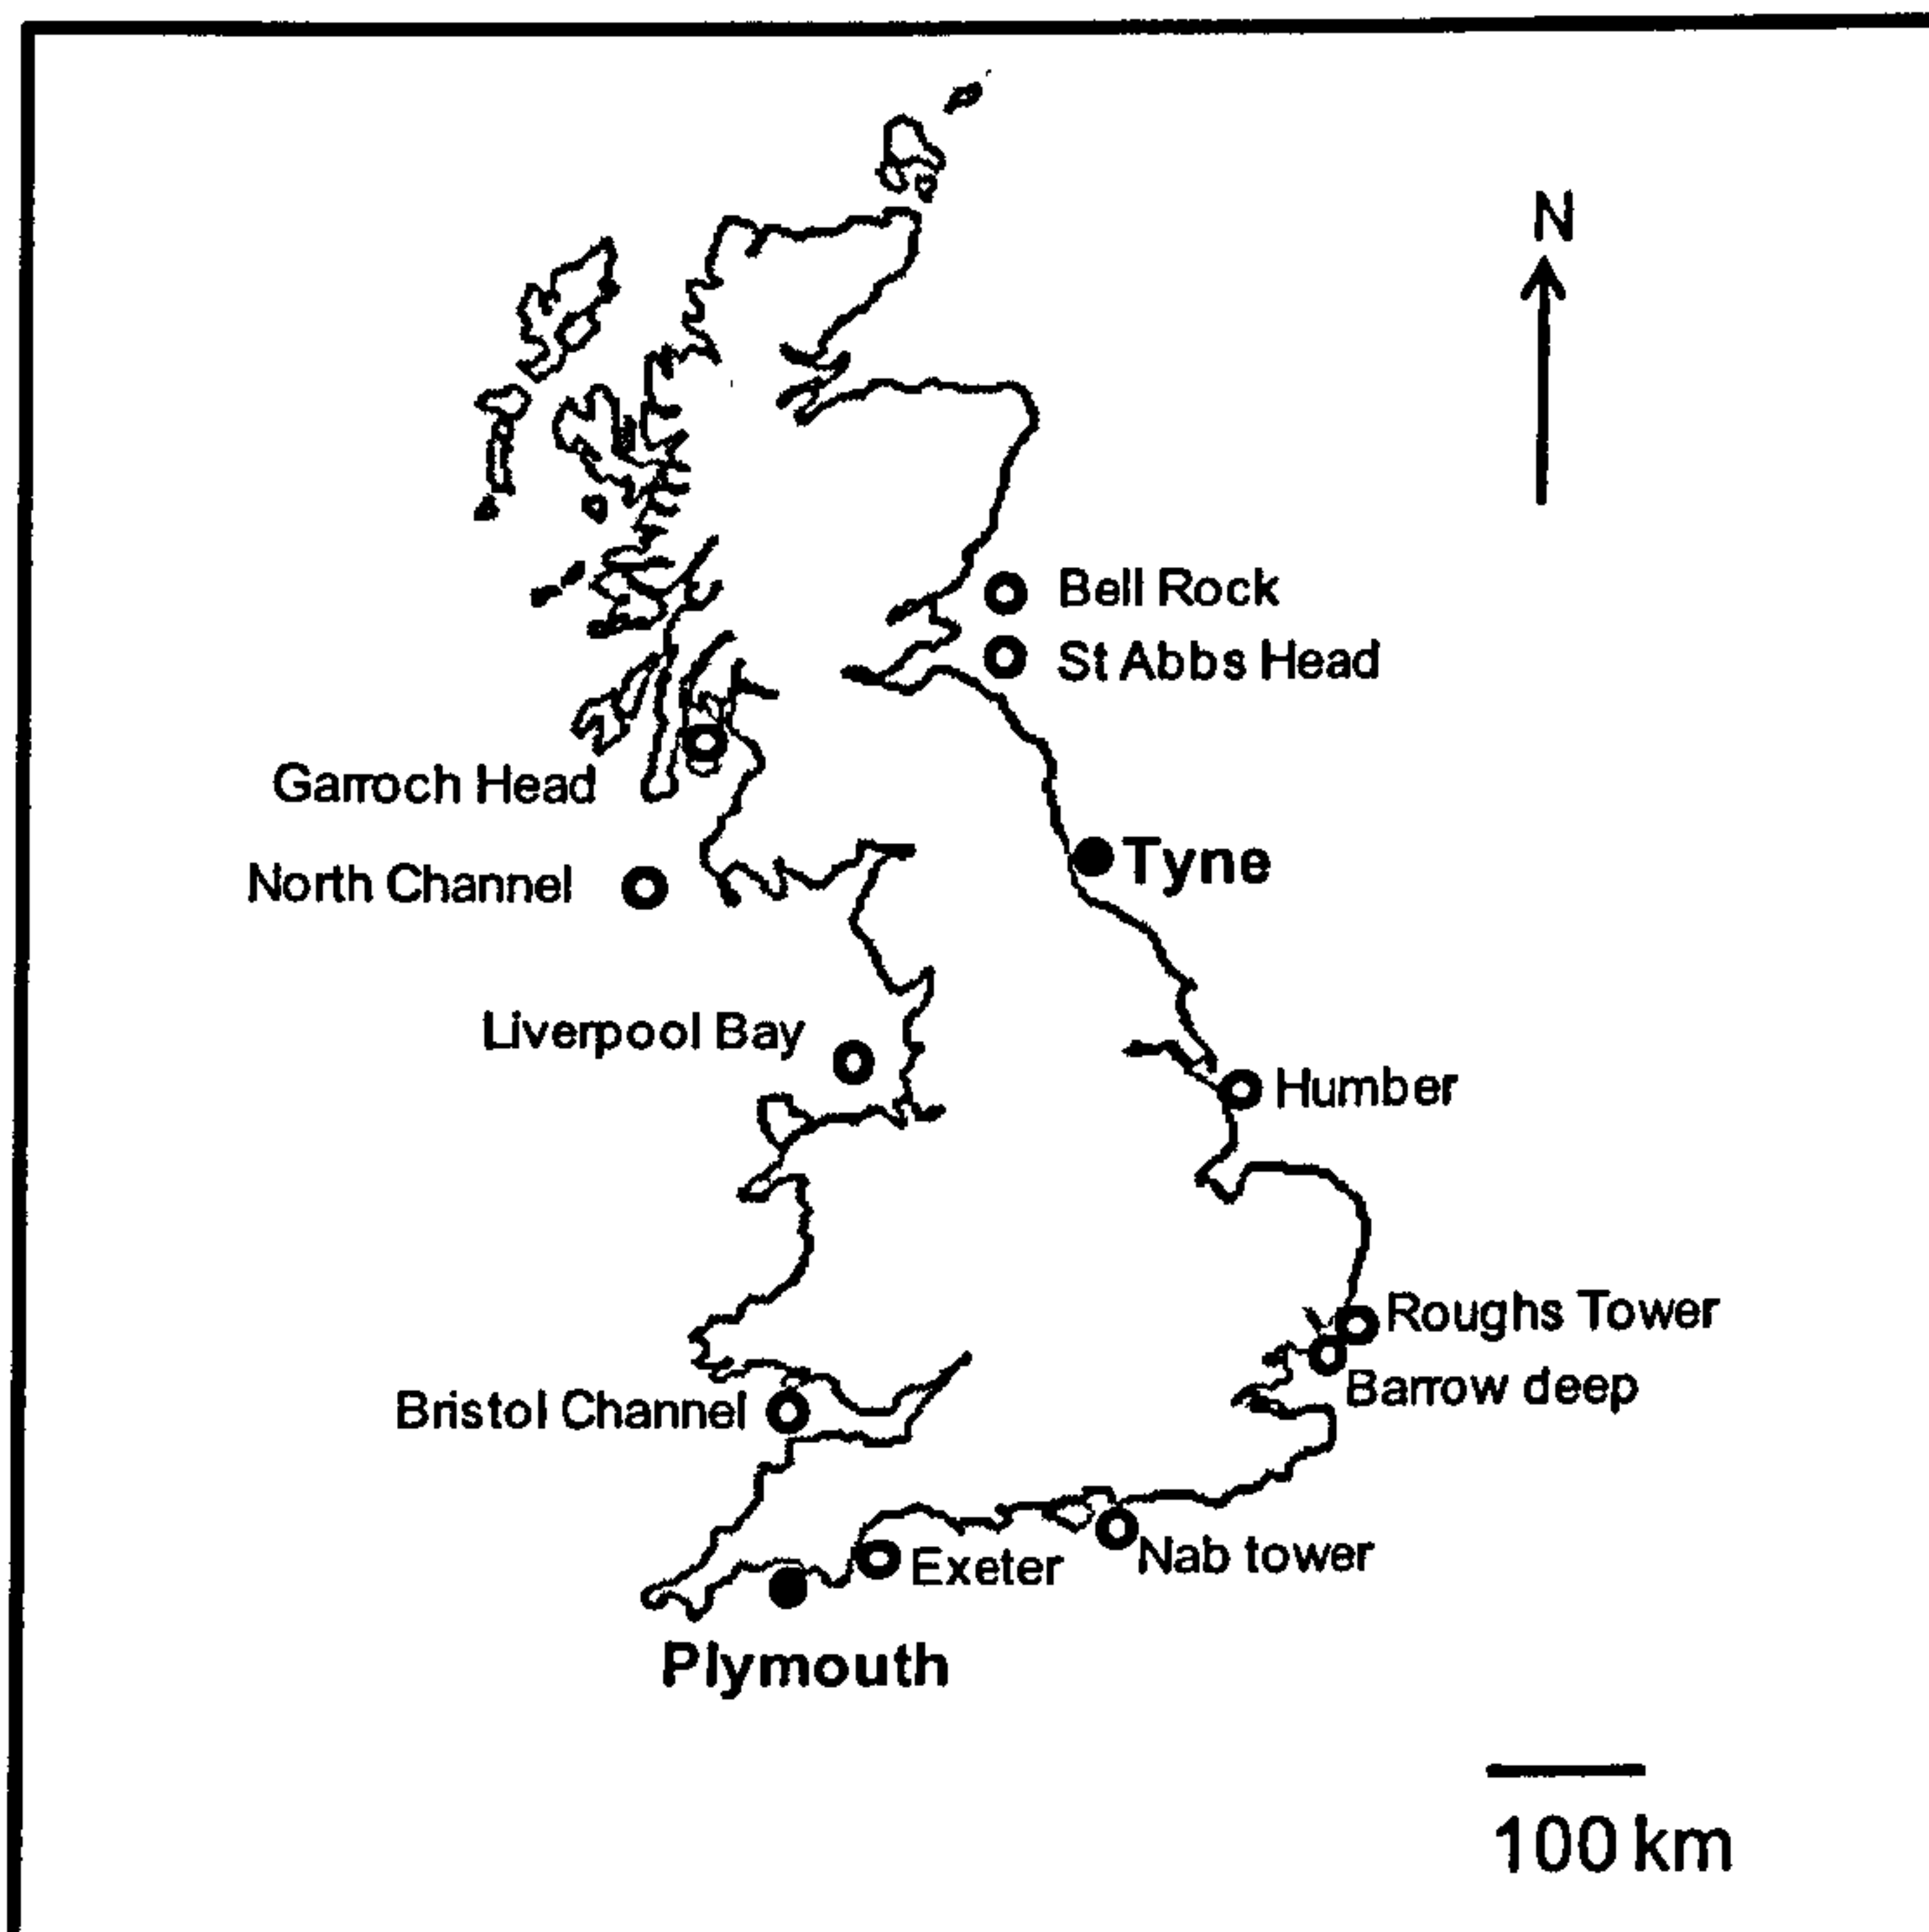 N
Bell Rock
St Abbs Head
Garroch Head
Tyne
North Channel
Liverpool Bay
Humber
Roughs Tower
Barrow deep
Bristol Channel
Nab tower
Exeter
Plymouth
100 km